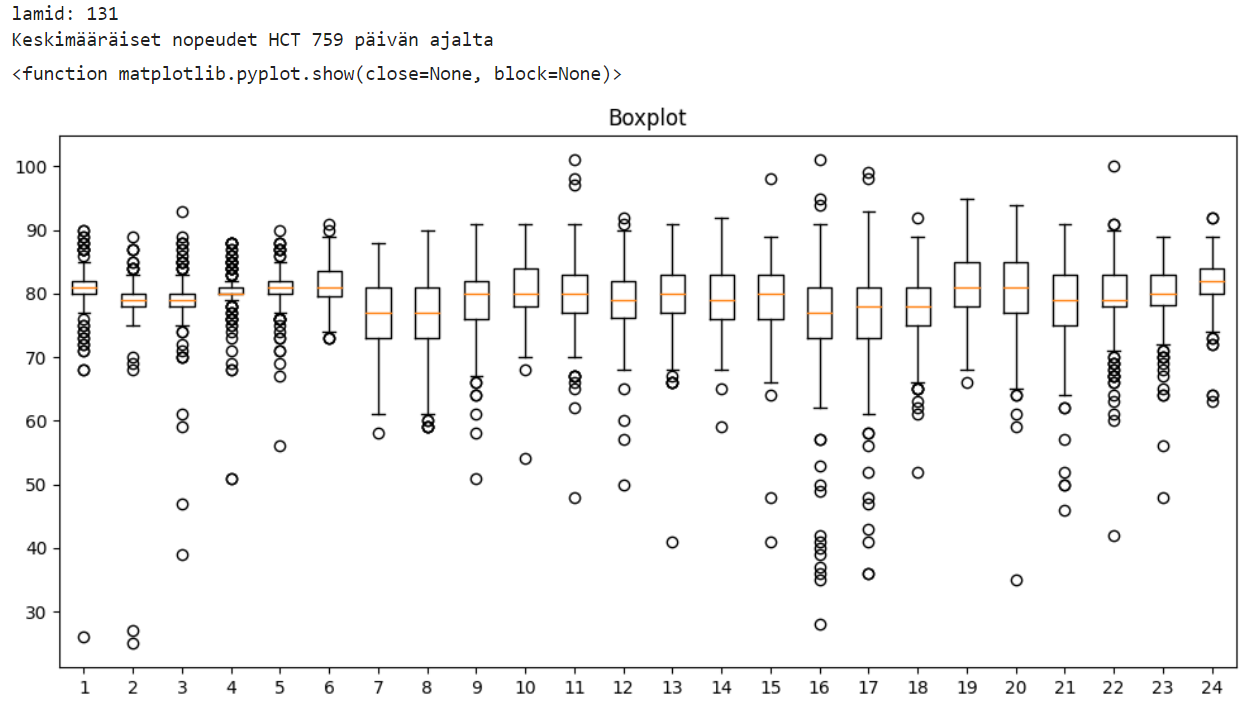 lamid: 131
Keskimääräiset nopeudet HCT 759 päivän ajalta
<function matplotlib.pyplot.show(close=None, block=None)>
Boxplot
100
90
80
70
60
50
40
30
1 2 3 4 5 6 7 8 9 10 11 12 13 14 15 16 17 18 19 20 21 22 23 24